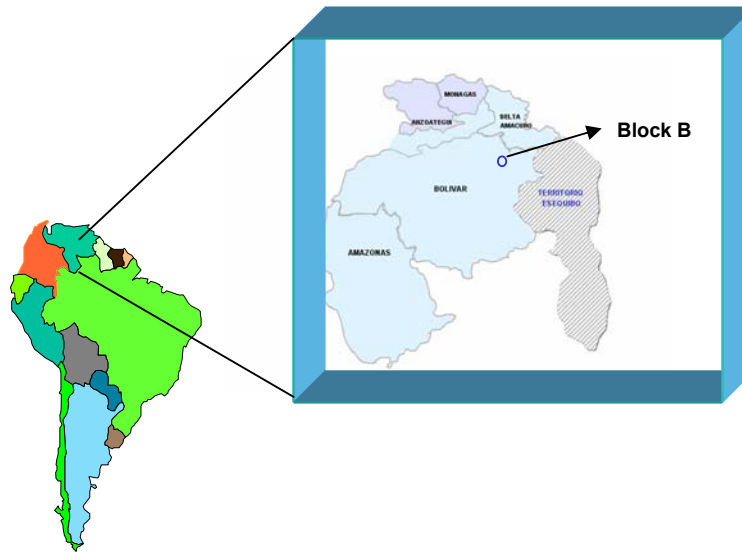 MONAGAS
ANZOATEGUI
DELTA
AMACURO
Block B
BOLIVAR
TERRITORIO
ESEQUIBO
AMAZONAS